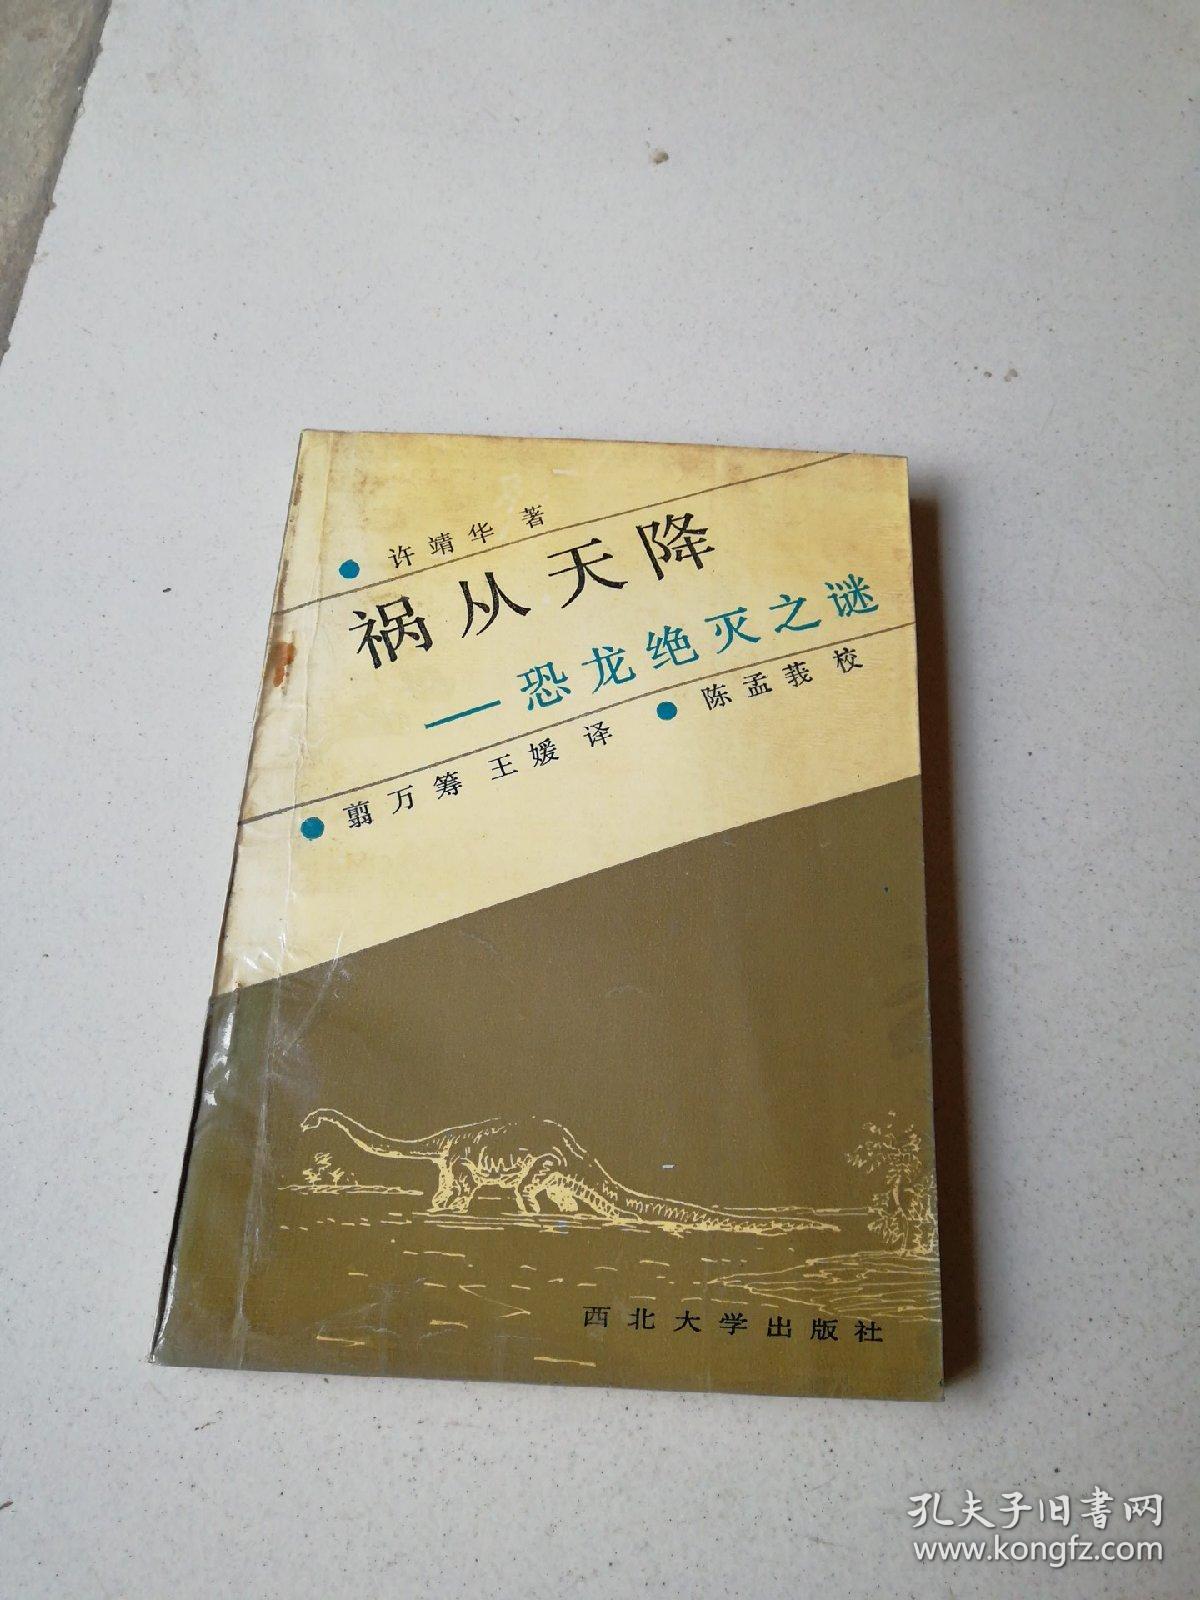 许靖华 著
祸从天降
—恐龙绝灭之谜
翦万筹 王媛 译
陈孟莪 校
西北大学出版社
孔夫子旧书网
www.kongfz.com